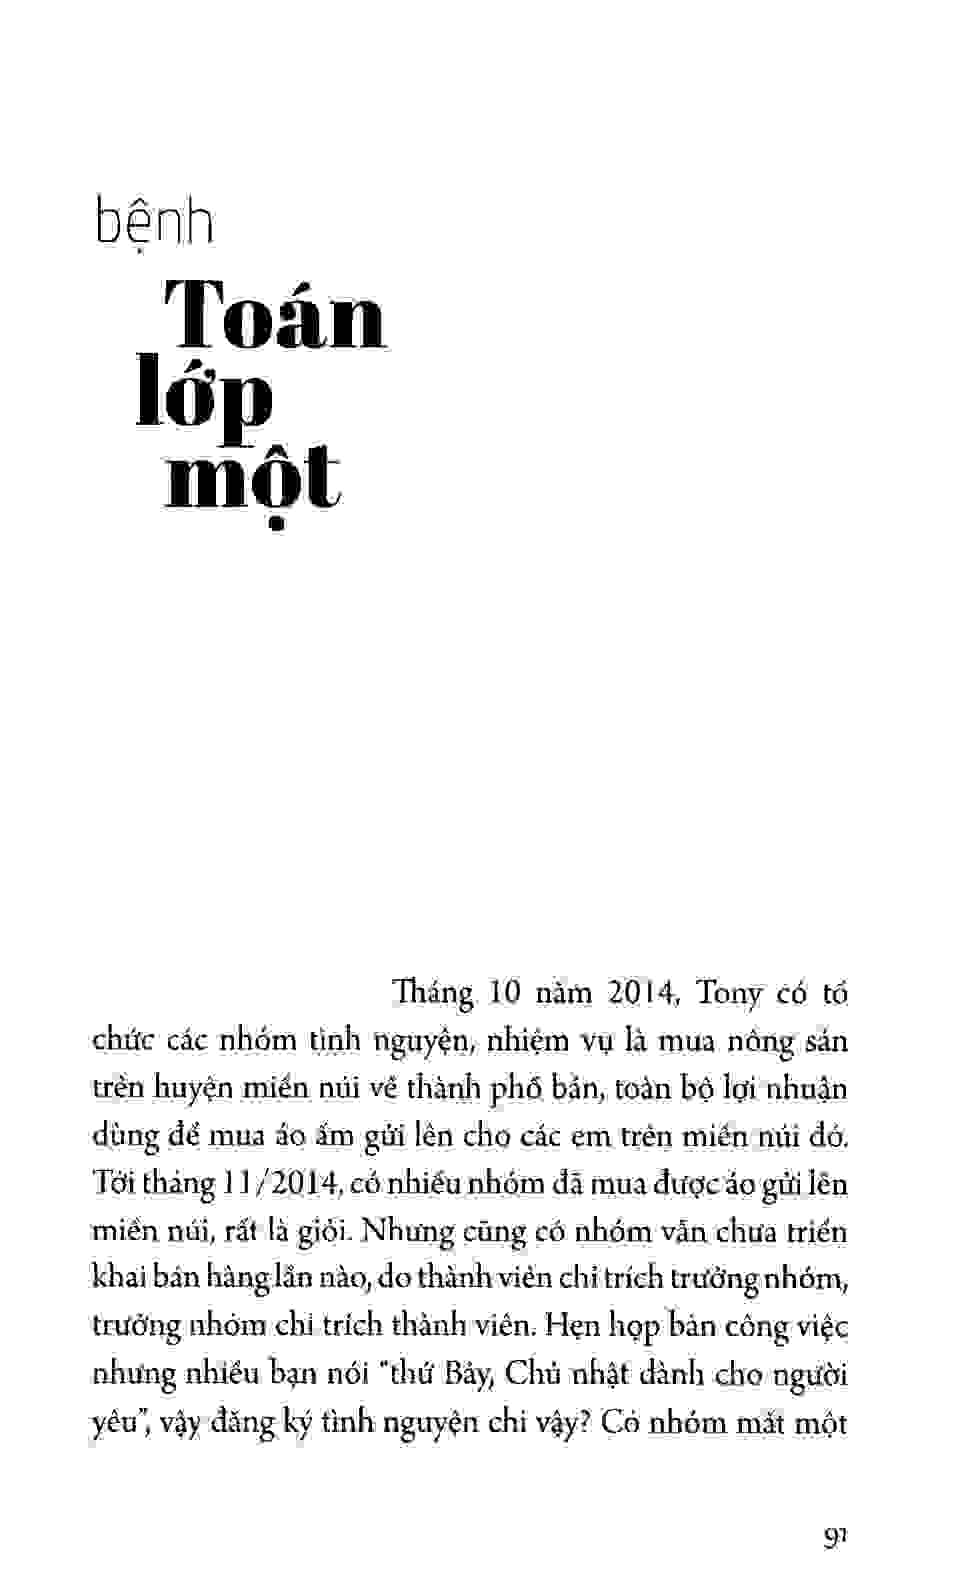 bệnh
Toán
lớp
một
Tháng 10 năm 2014, Tony có tổ
chức các nhóm tình nguyện, nhiệm vụ là mua nông sản
trên huyện miền núi về thành phố bán, toàn bộ lợi nhuận
dùng để mua áo ấm gửi lên cho các em trên miền núi đó.
Tới tháng 11/2014, có nhiều nhóm đã mua được áo gửi lên
miền núi, rất là giỏi. Nhưng cũng có nhóm vẫn chưa triển
khai bán hàng lần nào, do thành viên chỉ trích trưởng nhóm,
trưởng nhóm chỉ trích thành viên. Hẹn họp bàn công việc
nhưng nhiều bạn nói "thứ Bảy, Chủ nhật dành cho người
yêu", vậy đăng ký tình nguyện chi vậy? Có nhóm mất một
91